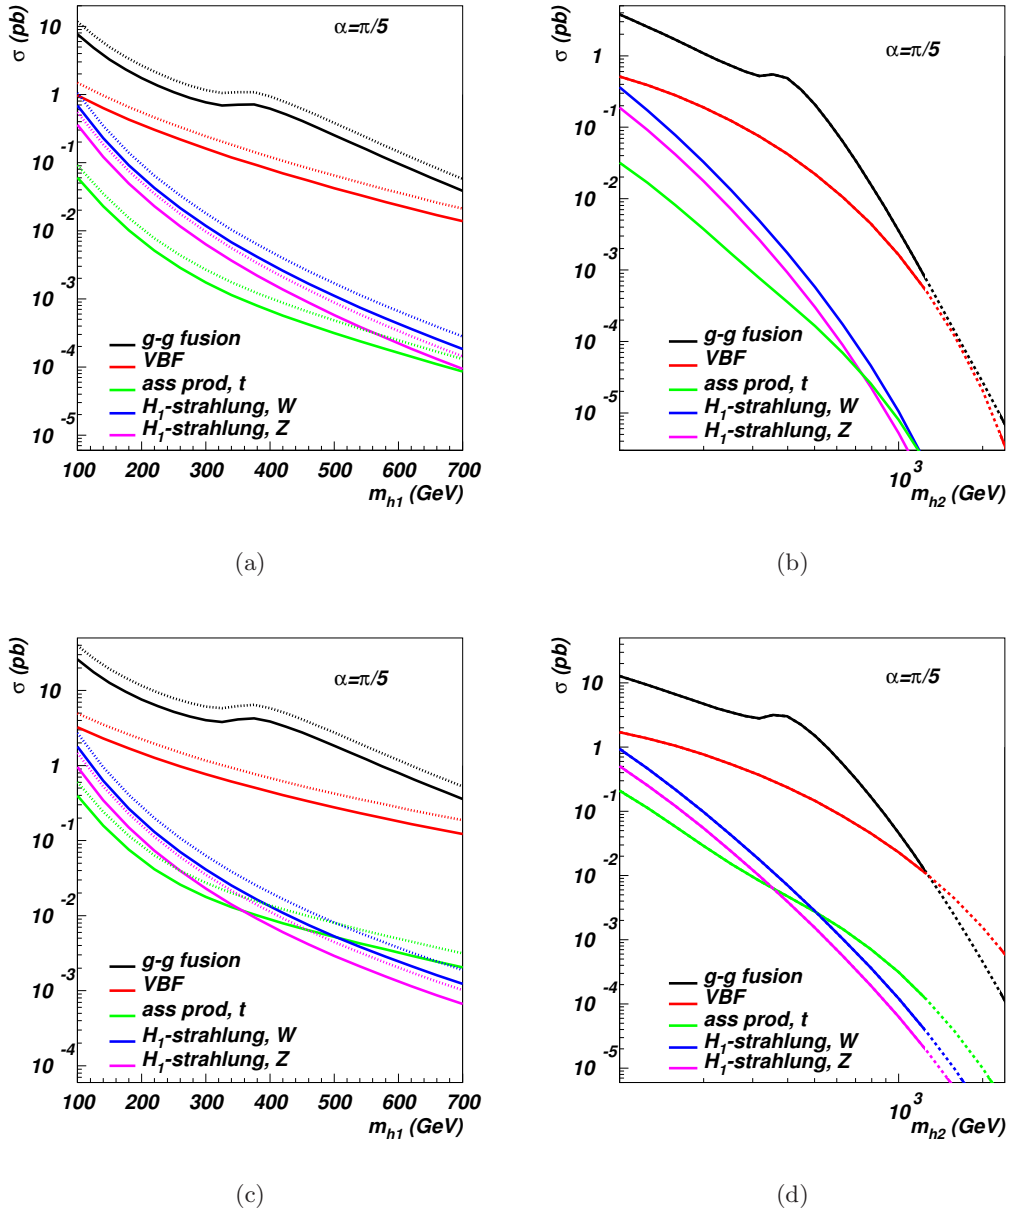 σ (pb)
α=π/5
10
1
10 -1
10 -2
10 -3
10 -4
10 -5
g-g fusion
VBF
ass prod, t
H1-strahlung, W
H1-strahlung, Z
100 200 300 400 500 600 700
mh1 (GeV)
(a)
σ (pb)
α=π/5
1
10 -1
10 -2
10 -3
10 -4
10 -5
g-g fusion
VBF
ass prod, t
H1-strahlung, W
H1-strahlung, Z
10 3
mh2 (GeV)
(b)
σ (pb)
α=π/5
10
1
10 -1
10 -2
10 -3
10 -4
g-g fusion
VBF
ass prod, t
H1-strahlung, W
H1-strahlung, Z
100 200 300 400 500 600 700
mh1 (GeV)
(c)
σ (pb)
α=π/5
10
1
10 -1
10 -2
10 -3
10 -4
10 -5
g-g fusion
VBF
ass prod, t
H1-strahlung, W
H1-strahlung, Z
10 3
mh2 (GeV)
(d)